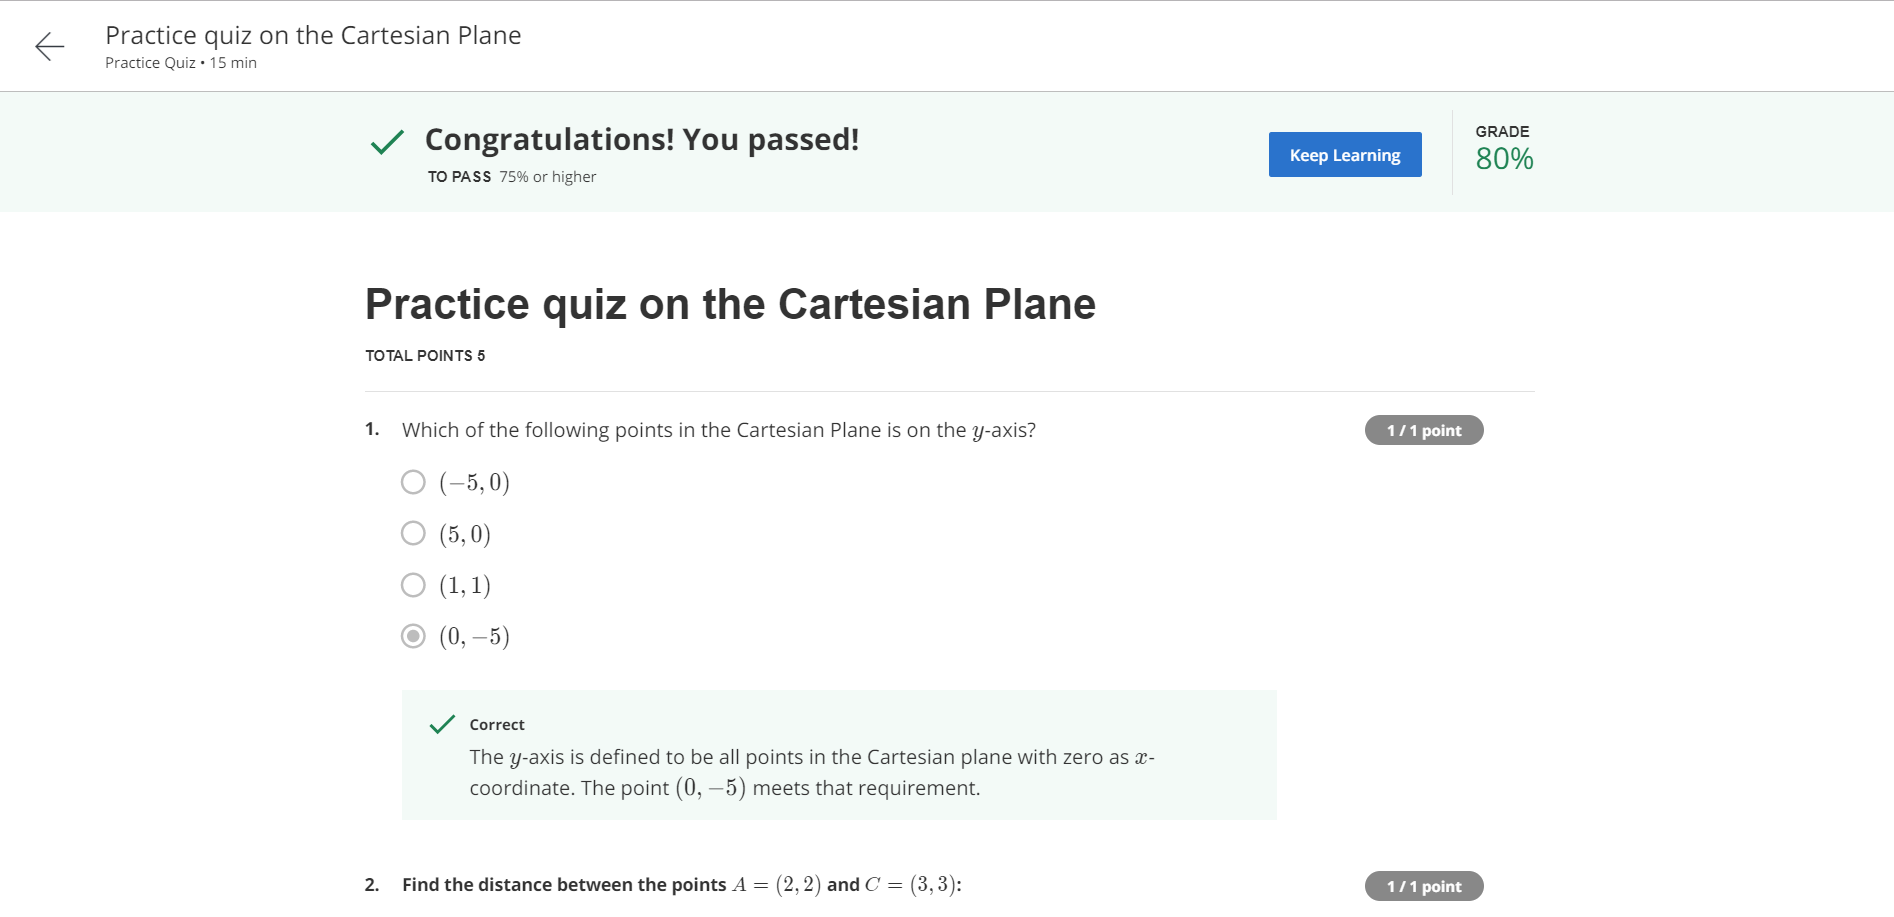 Practice quiz on the Cartesian Plane
Practice Quiz • 15 min
Congratulations! You passed!
TO PASS 75% or higher
Keep Learning
GRADE
80%
Practice quiz on the Cartesian Plane
TOTAL POINTS 5
1. Which of the following points in the Cartesian Plane is on the y-axis?
1 / 1 point
(−5, 0)
(5, 0)
(1, 1)
(0, −5)
Correct
The y-axis is defined to be all points in the Cartesian plane with zero as x-
coordinate. The point (0, −5) meets that requirement.
2. Find the distance between the points A = (2, 2) and C = (3, 3):
1 / 1 point